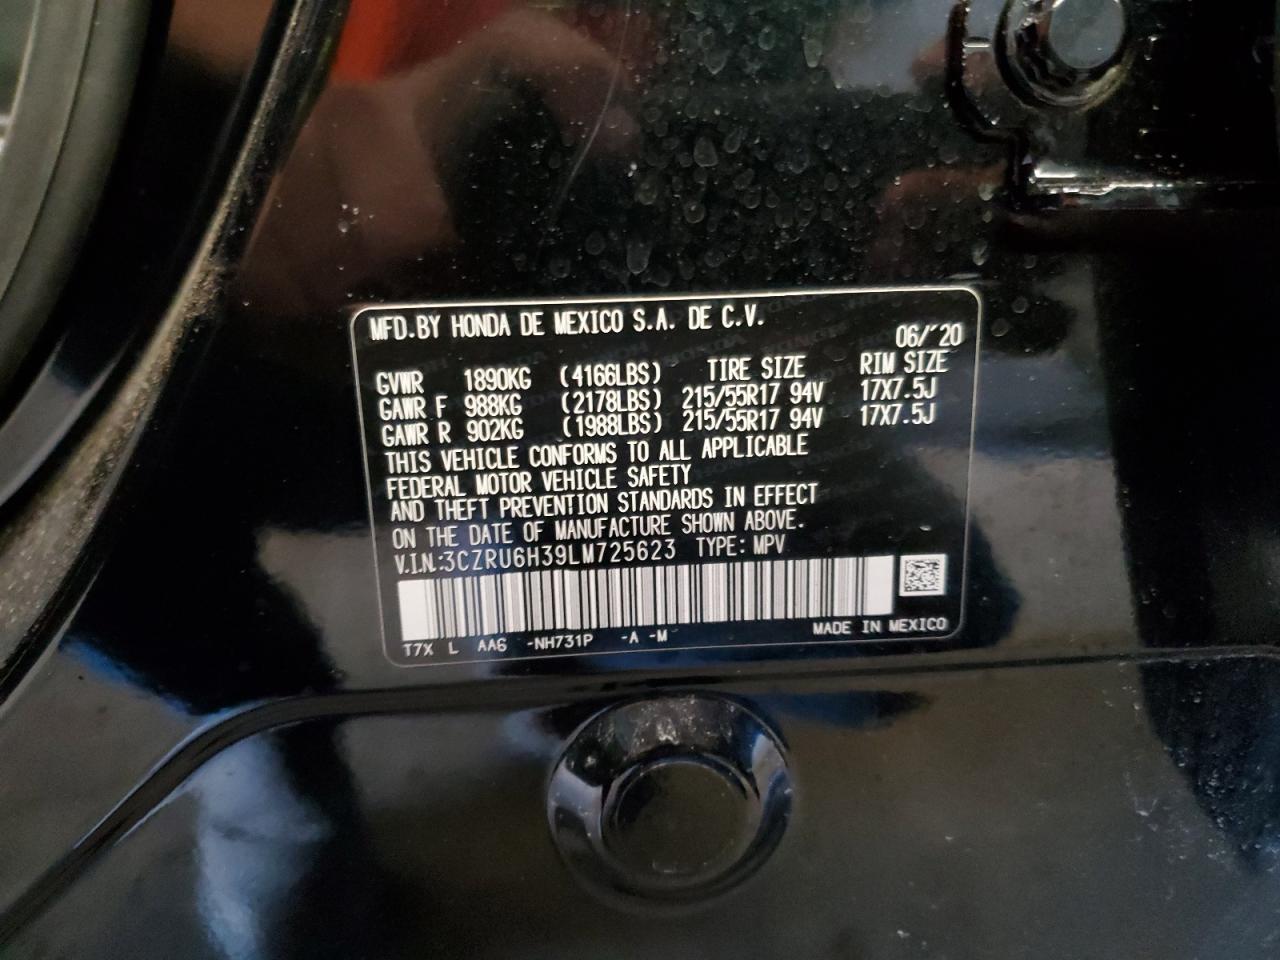 MFD.BY HONDA DE MEXICO S.A. DE C.V.
06/'20
GVWR 1890KG (4166LBS) TIRE SIZE RIM SIZE
GAWR F 988KG (2178LBS) 215/55R17 94V 17X7.5J
GAWR R 902KG (1988LBS) 215/55R17 94V 17X7.5J
THIS VEHICLE CONFORMS TO ALL APPLICABLE
FEDERAL MOTOR VEHICLE SAFETY
AND THEFT PREVENTION STANDARDS IN EFFECT
ON THE DATE OF MANUFACTURE SHOWN ABOVE.
V.I.N.:3CZRU6H39LM725623 TYPE: MPV
T7X L AA6 -NH731P -A -M MADE IN MEXICO